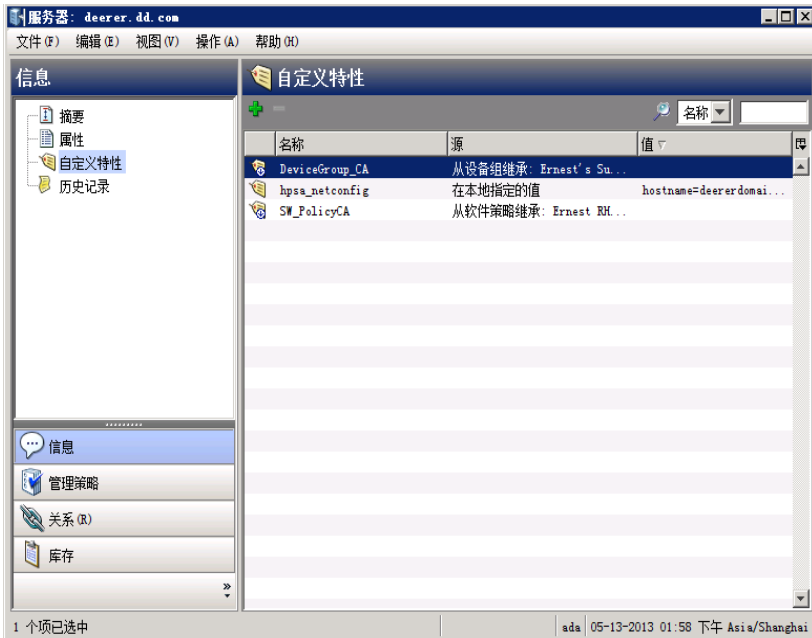 服务器: deerer.dd.com
文件(F) 编辑(E) 视图(V) 操作(A) 帮助(H)
信息
摘要
属性
自定义特性
历史记录
信息
管理策略
关系(R)
库存
自定义特性
名称
名称 源 值
DeviceGroup_CA 从设备组继承: Ernest's Su...
hpsa_netconfig 在本地指定的值 hostname=deererdomai...
SW_PolicyCA 从软件策略继承: Ernest RH...
1 个项已选中 ada 05-13-2013 01:58 下午 Asia/Shanghai